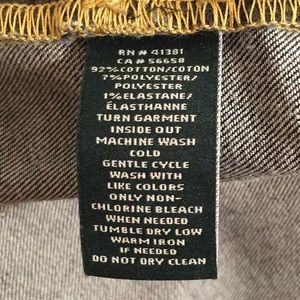 RN # 41381
CA # 56658
92% COTTON/COTON
7% POLYESTER/
POLYESTER
1% ELASTANE/
ÉLASTHANNE
TURN GARMENT
INSIDE OUT
MACHINE WASH
COLD
GENTLE CYCLE
WASH WITH
LIKE COLORS
ONLY NON-
CHLORINE BLEACH
WHEN NEEDED
TUMBLE DRY LOW
WARM IRON
IF NEEDED
DO NOT DRY CLEAN